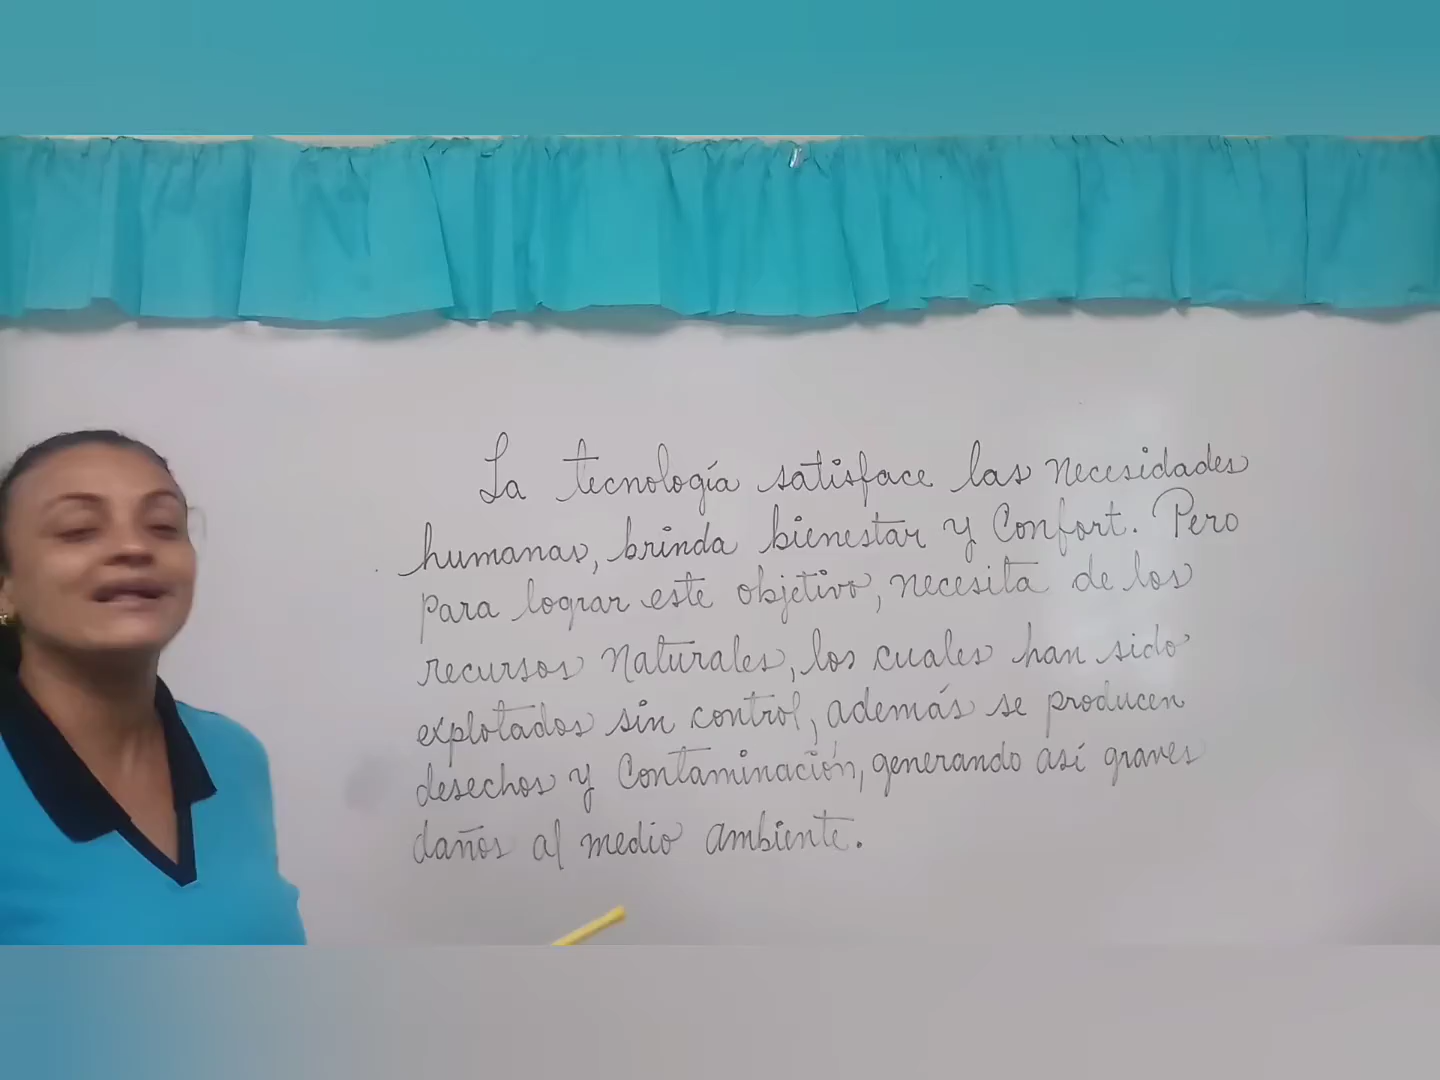 La tecnología satisface las necesidades
humanas, brinda bienestar y Confort. Pero
para lograr este objetivo, necesita de los
recursos naturales, los cuales han sido
explotados sin control, además se producen
desechos y Contaminación, generando así graves
daños al medio ambiente.